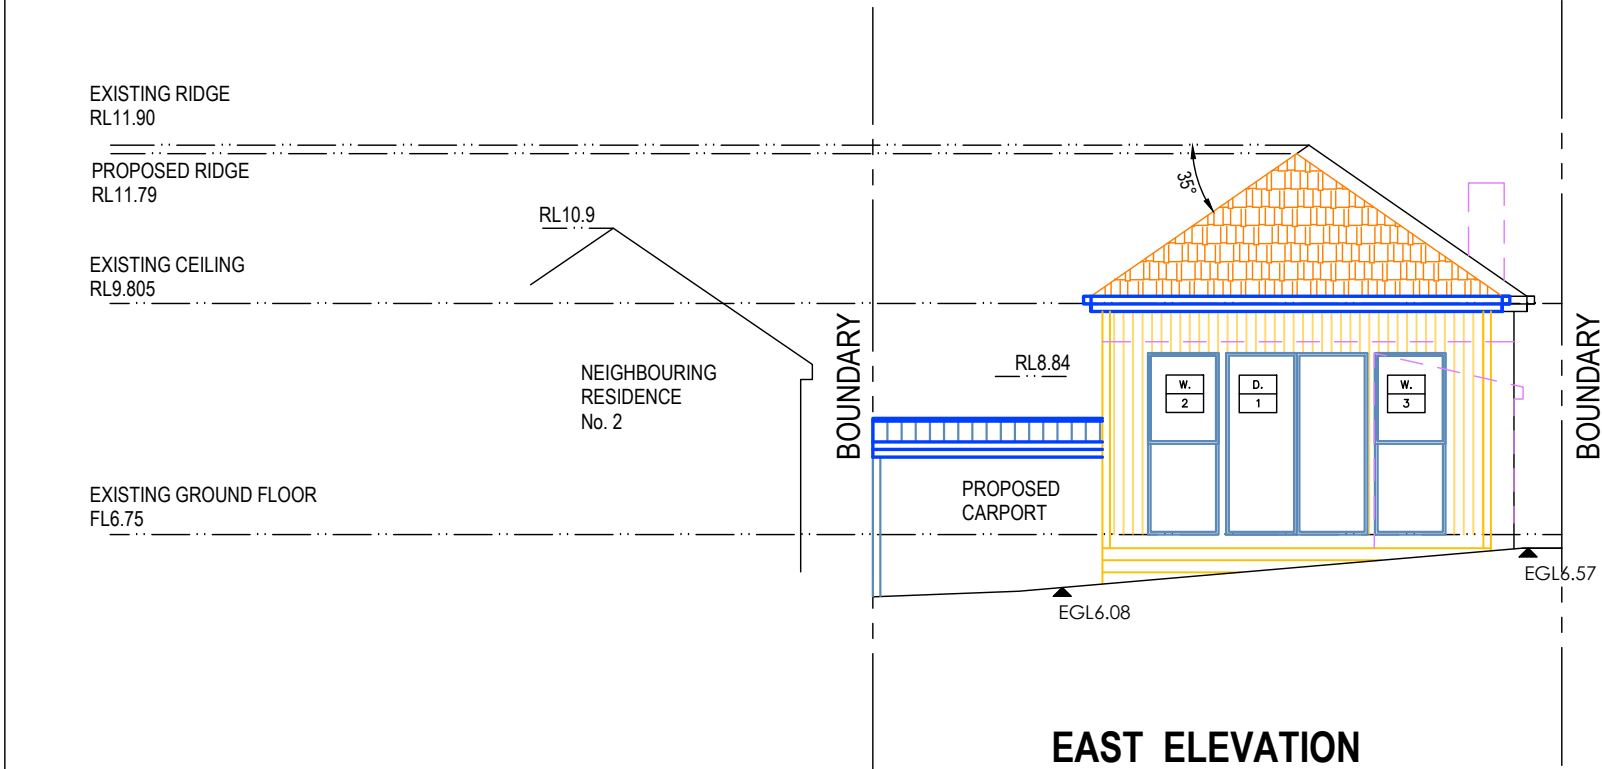 EXISTING RIDGE
RL11.90
PROPOSED RIDGE
RL11.79
35°
RL10.9
EXISTING CEILING
RL9.805
BOUNDARY
BOUNDARY
NEIGHBOURING
RESIDENCE
No. 2
RL8.84
W.
2
D.
1
W.
3
EXISTING GROUND FLOOR
FL6.75
PROPOSED
CARPORT
EGL6.57
EGL6.08
EAST ELEVATION